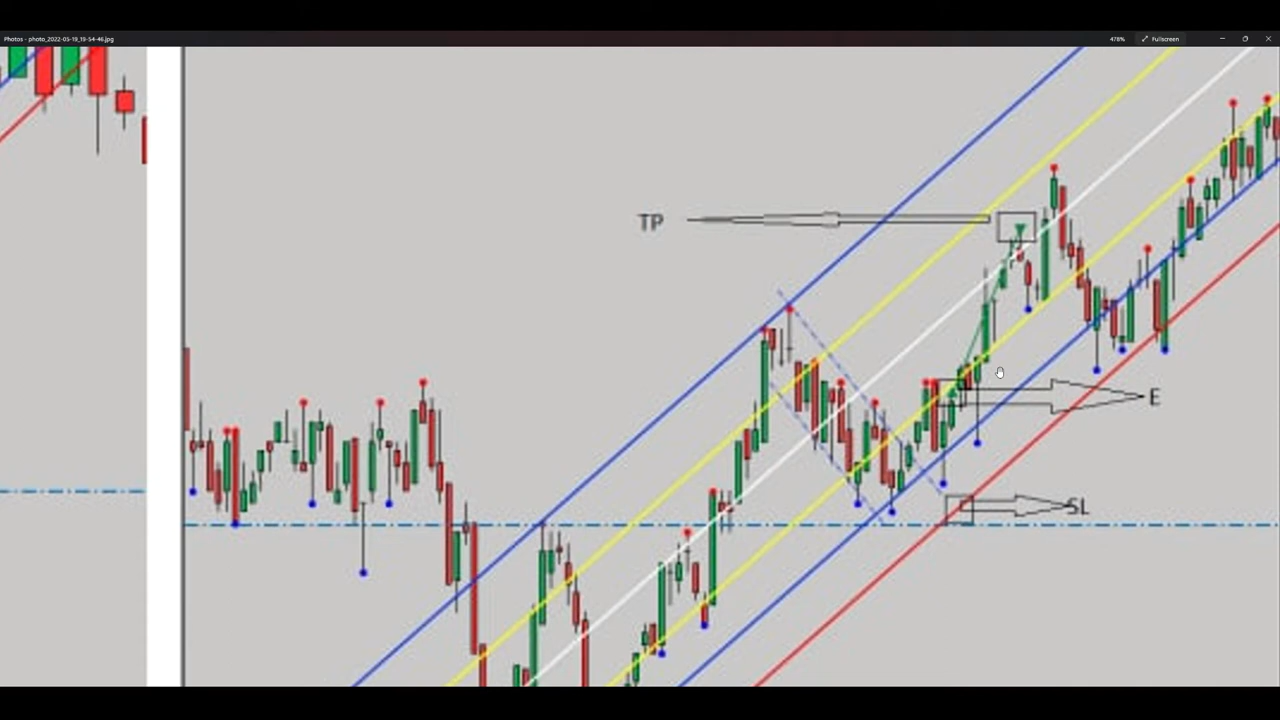 Photos - photo_2022-05-19_19-54-46.jpg
478%
Fullscreen
TP
E
SL